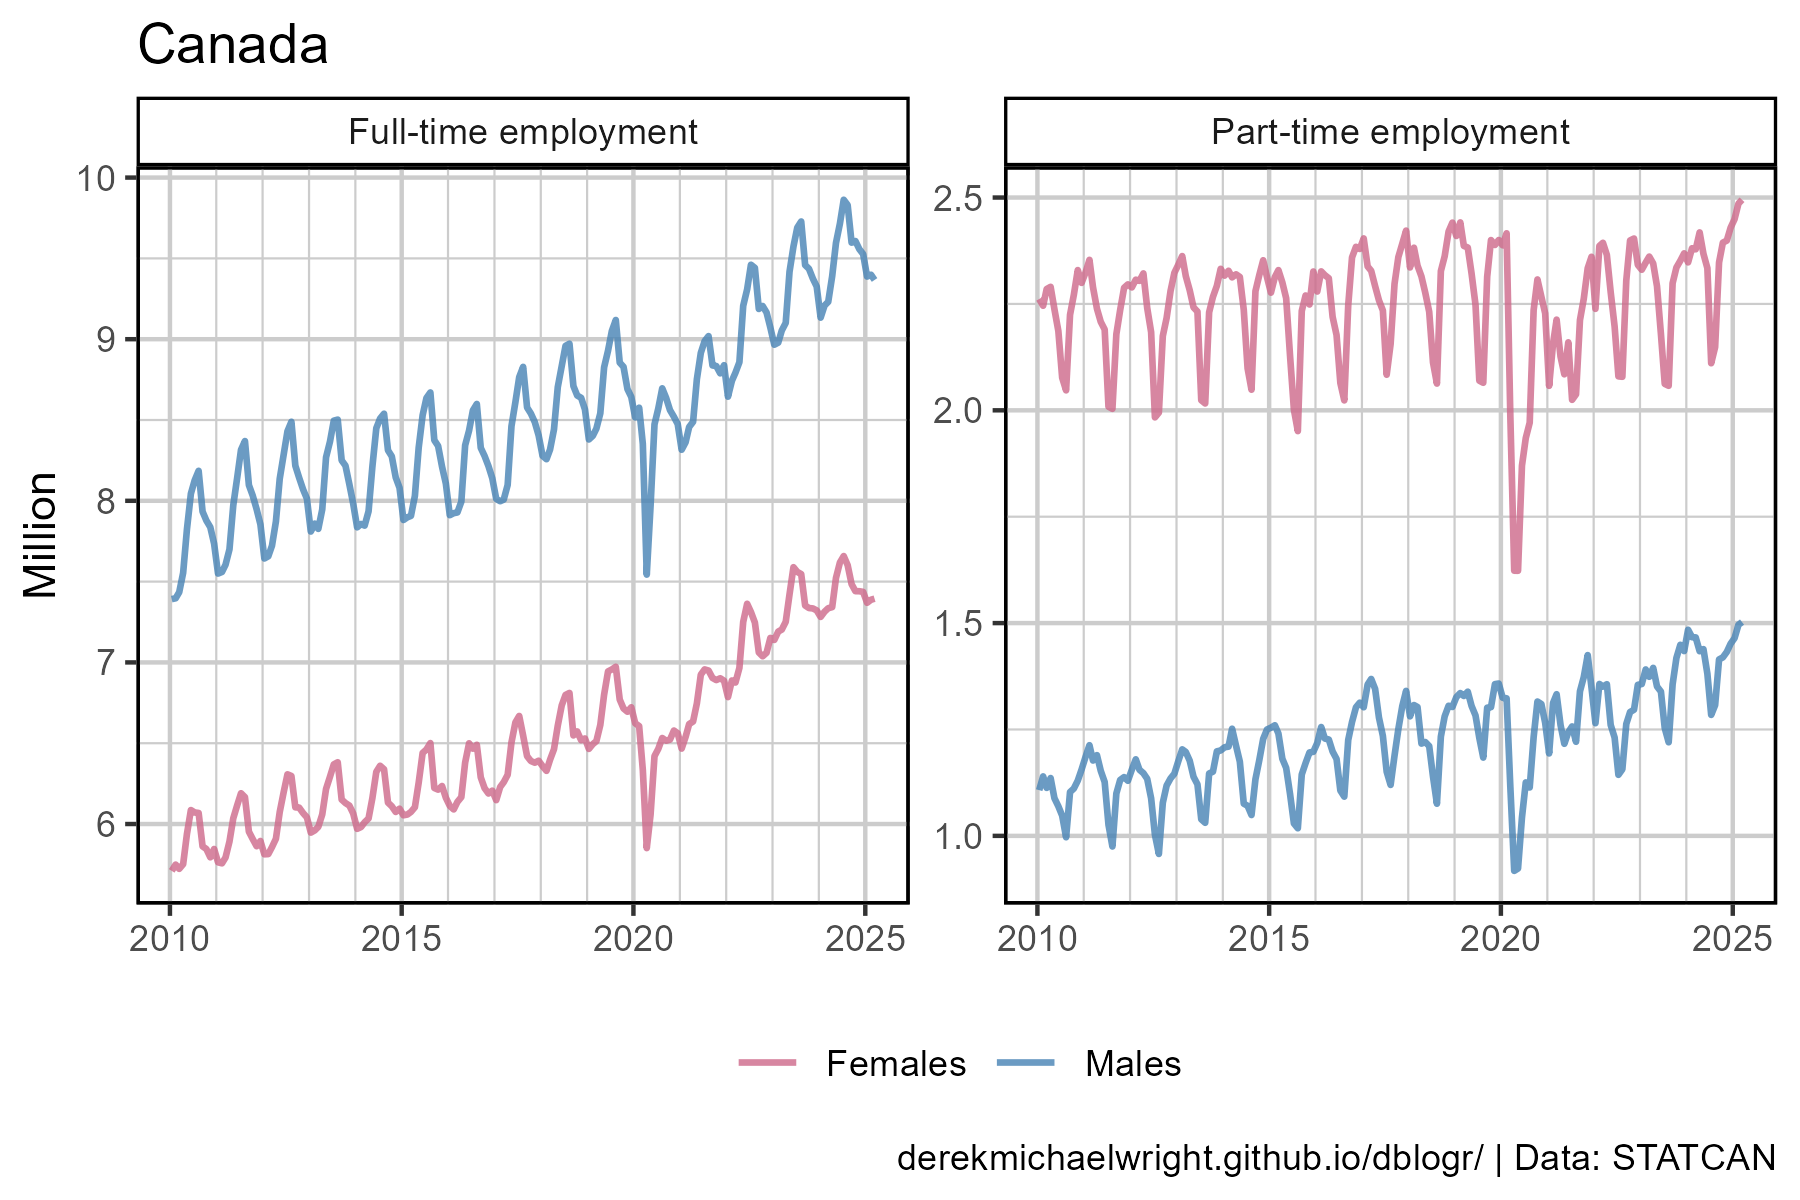 Canada
Full-time employment
Part-time employment
Million
10
9
8
7
6
2.5
2.0
1.5
1.0
2010 2015 2020 2025
2010 2015 2020 2025
Females Males
derekmichaelwright.github.io/dblogr/ | Data: STATCAN